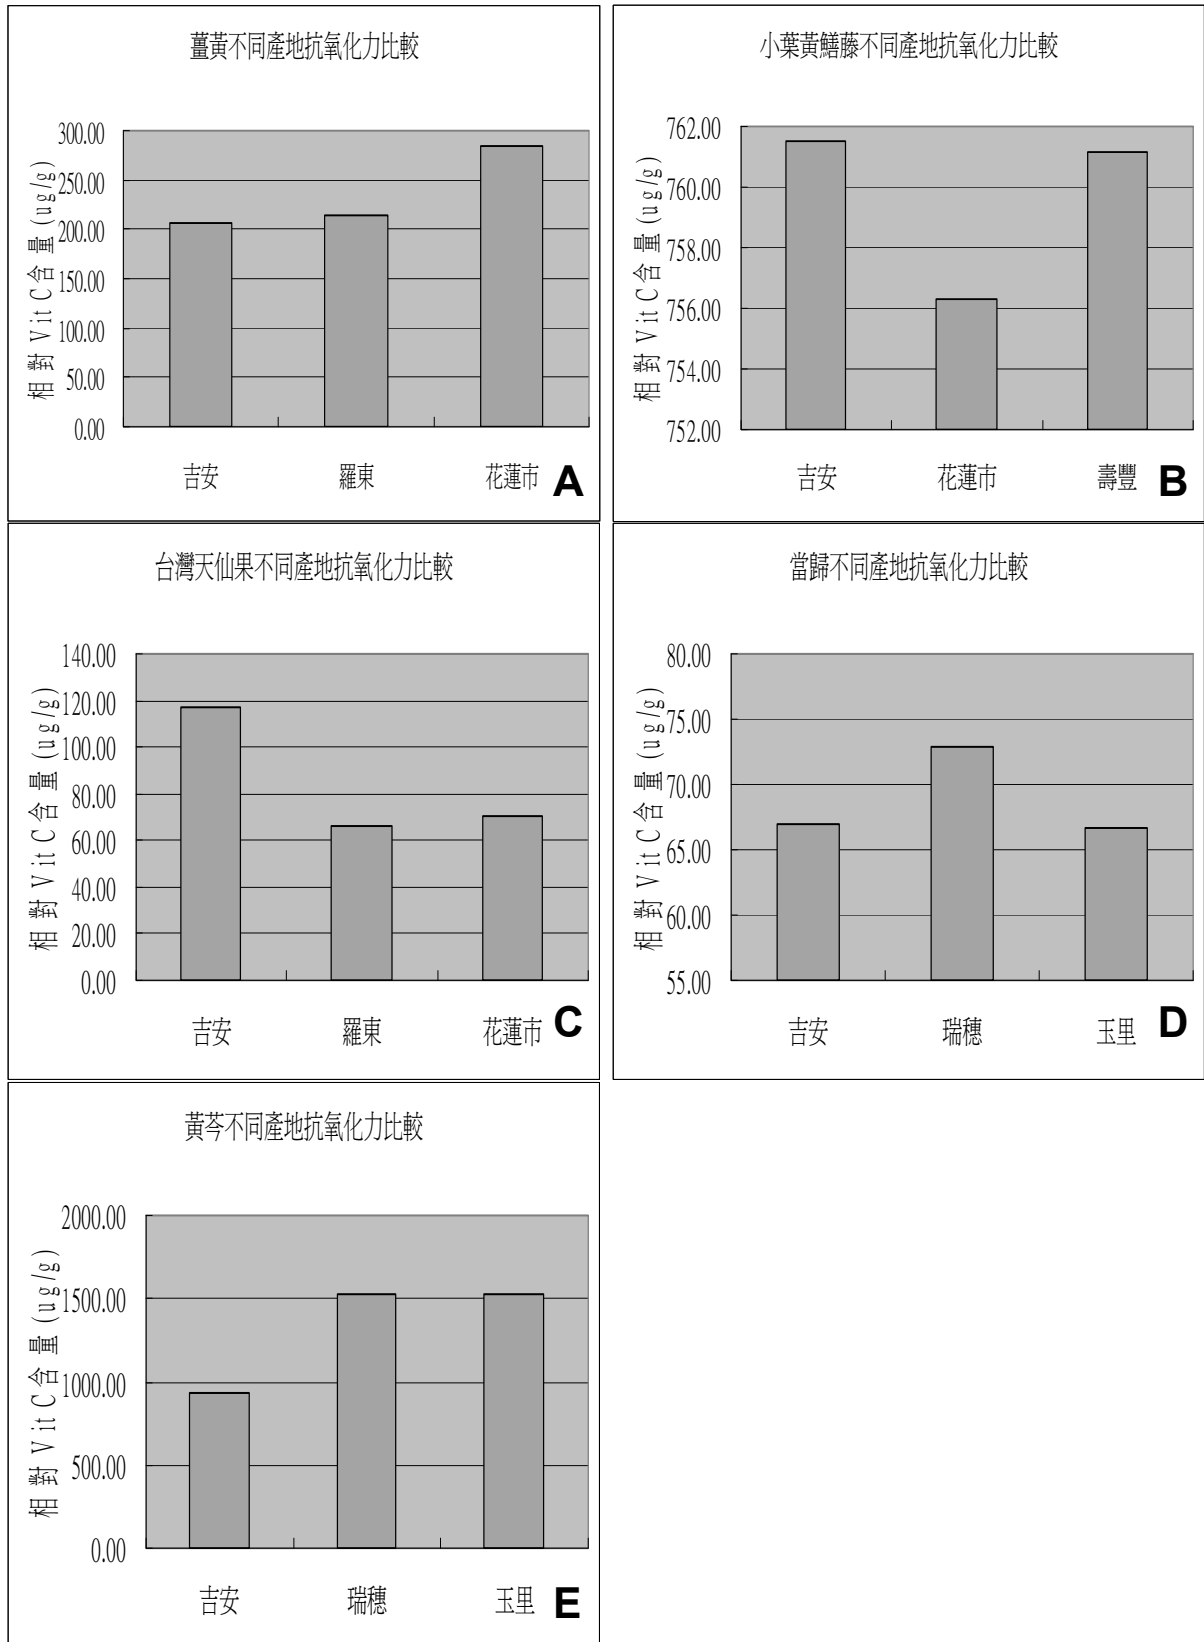 薑黃不同產地抗氧化力比較
相對 Vit C含量 (ug/g)
300.00
250.00
200.00
150.00
100.00
50.00
0.00
吉安 羅東 花蓮市
A
小葉黃鱔藤不同產地抗氧化力比較
相對 Vit C含量 (ug/g)
762.00
760.00
758.00
756.00
754.00
752.00
吉安 花蓮市 壽豐
B
台灣天仙果不同產地抗氧化力比較
相對 Vit C含量 (ug/g)
140.00
120.00
100.00
80.00
60.00
40.00
20.00
0.00
吉安 羅東 花蓮市
C
當歸不同產地抗氧化力比較
相對 Vit C含量 (ug/g)
80.00
75.00
70.00
65.00
60.00
55.00
吉安 瑞穗 玉里
D
黃芩不同產地抗氧化力比較
相對 Vit C含量 (ug/g)
2000.00
1500.00
1000.00
500.00
0.00
吉安 瑞穗 玉里
E